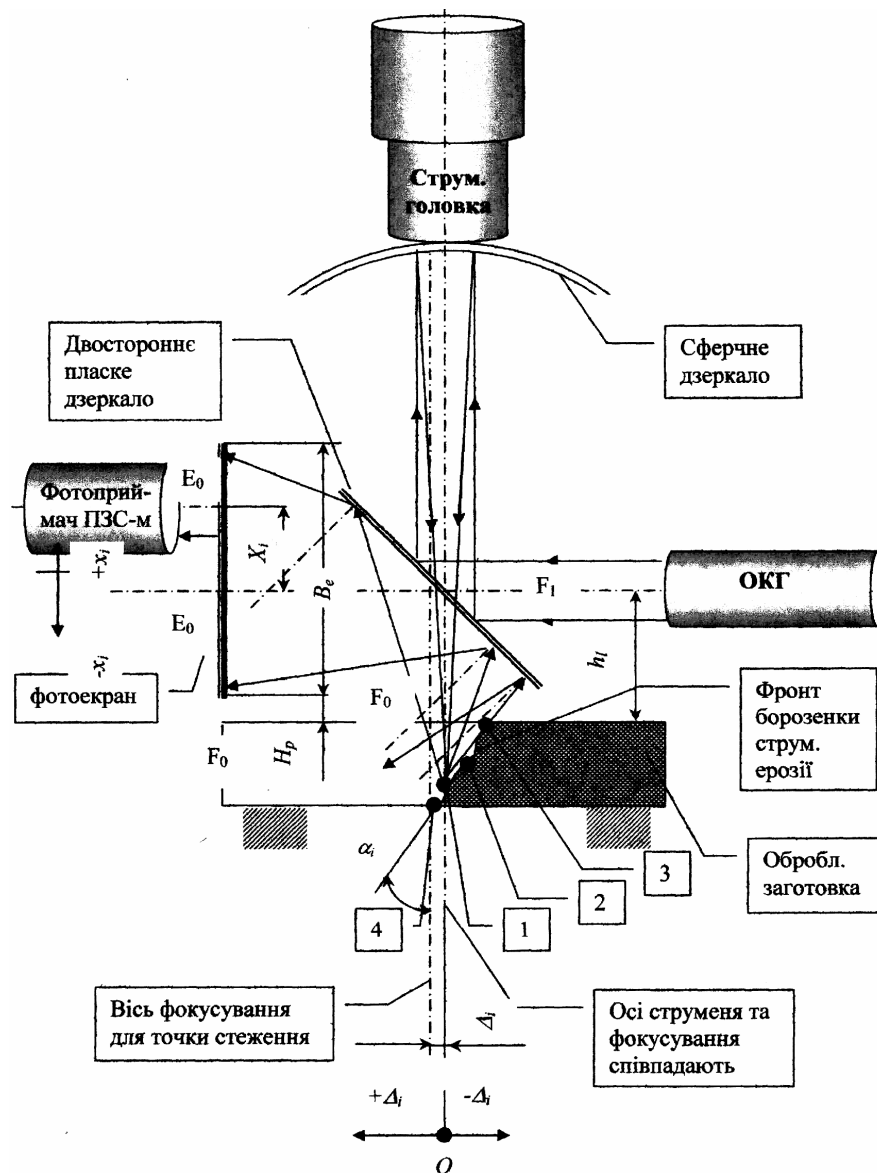 Струм.
головка
Двостороннє
пласке
дзеркало
Сферчне
дзеркало
E₀
Фотоприй-
мач ПЗС-м
Xᵢ
Bₑ
+xᵢ
F₁
ОКГ
E₀
hₗ
-xᵢ
фотоекран
F₀
Фронт
борозенки
струм.
ерозії
F₀
Hₚ
αᵢ
Обробл.
заготовка
3
2
1
4
Вісь фокусування
для точки стеження
Δᵢ
Осі струменя та
фокусування
співпадають
+Δᵢ
-Δᵢ
O